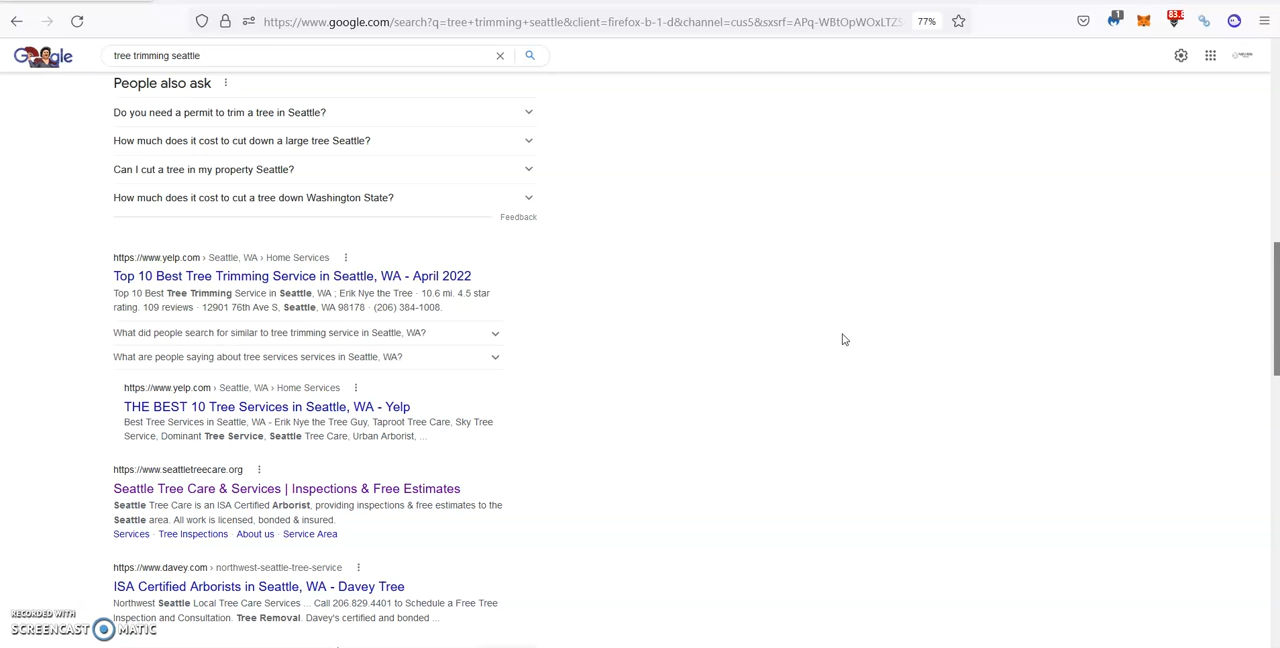 https://www.google.com/search?q=tree+trimming+seattle&client=firefox-b-1-d&channel=cus5&sxsrf=APq-WBtOpWOxLTZS
77%
1
Google
tree trimming seattle
People also ask
Do you need a permit to trim a tree in Seattle?
How much does it cost to cut down a large tree Seattle?
Can I cut a tree in my property Seattle?
How much does it cost to cut a tree down Washington State?
Feedback
https://www.yelp.com › Seattle, WA › Home Services
Top 10 Best Tree Trimming Service in Seattle, WA - April 2022
Top 10 Best Tree Trimming Service in Seattle, WA ; Erik Nye the Tree · 10.6 mi. 4.5 star
rating. 109 reviews · 12901 76th Ave S, Seattle, WA 98178 · (206) 384-1008.
What did people search for similar to tree trimming service in Seattle, WA?
What are people saying about tree services services in Seattle, WA?
https://www.yelp.com › Seattle, WA › Home Services
THE BEST 10 Tree Services in Seattle, WA - Yelp
Best Tree Services in Seattle, WA - Erik Nye the Tree Guy, Taproot Tree Care, Sky Tree
Service, Dominant Tree Service, Seattle Tree Care, Urban Arborist, ...
https://www.seattletreecare.org
Seattle Tree Care & Services | Inspections & Free Estimates
Seattle Tree Care is an ISA Certified Arborist, providing inspections & free estimates to the
Seattle area. All work is licensed, bonded & insured.
Services · Tree Inspections · About us · Service Area
https://www.davey.com › northwest-seattle-tree-service
ISA Certified Arborists in Seattle, WA - Davey Tree
Northwest Seattle Local Tree Care Services ... Call 206.829.4401 to Schedule a Free Tree
Inspection and Consultation. Tree Removal. Davey's certified and bonded ...
RECORDED WITH
SCREENCAST MATIC